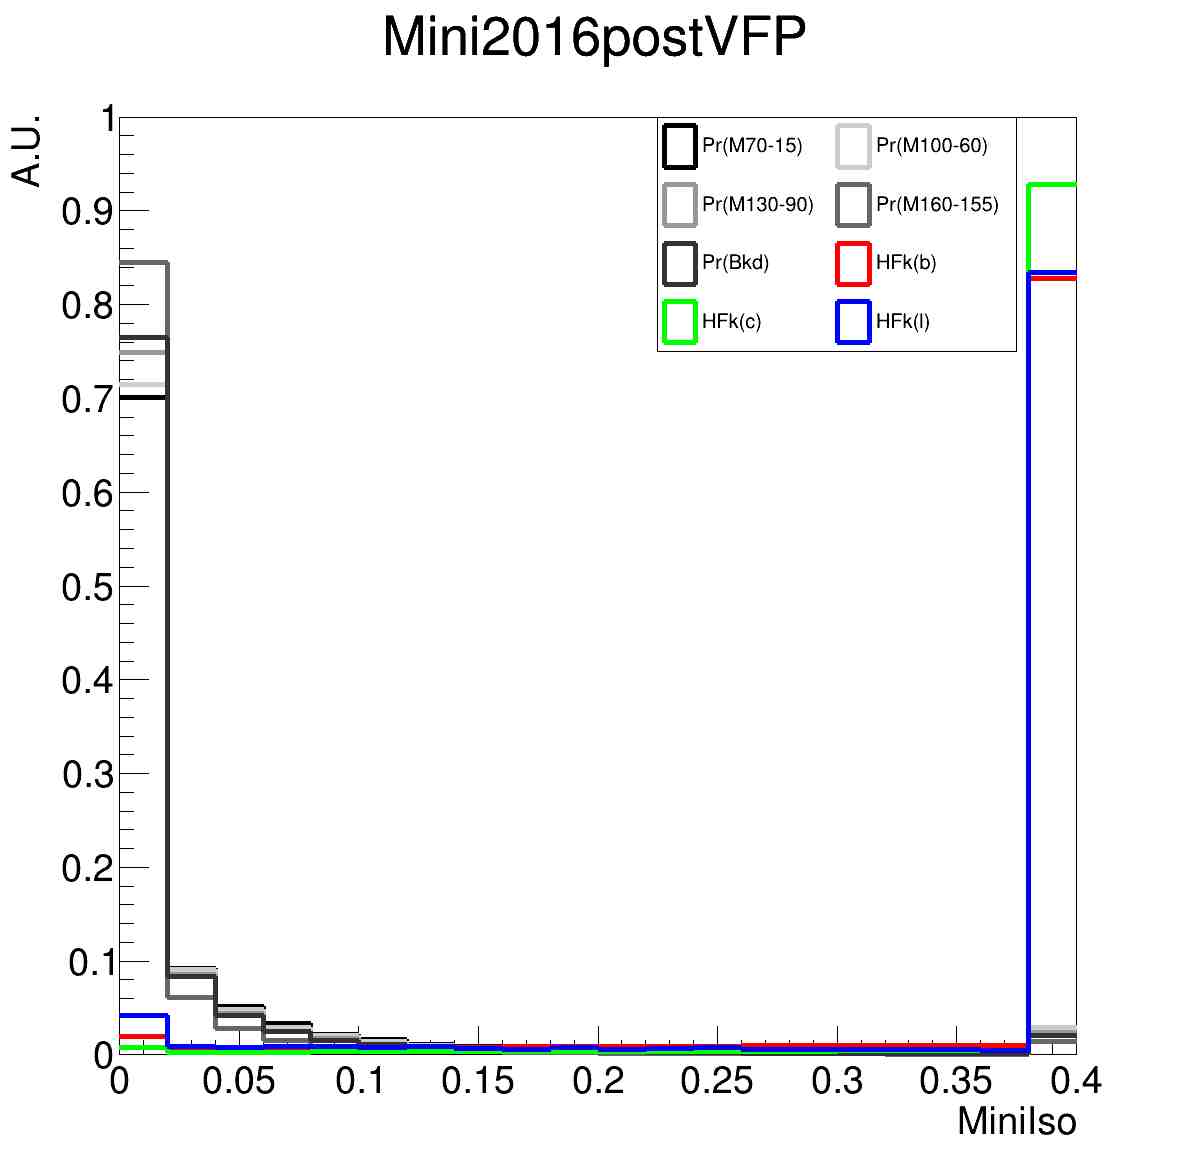 Mini2016postVFP
A.U.
1
0.9
0.8
0.7
0.6
0.5
0.4
0.3
0.2
0.1
0
Pr(M70-15) Pr(M100-60)
Pr(M130-90) Pr(M160-155)
Pr(Bkd) HFk(b)
HFk(c) HFk(l)
0 0.05 0.1 0.15 0.2 0.25 0.3 0.35 0.4
MiniIso